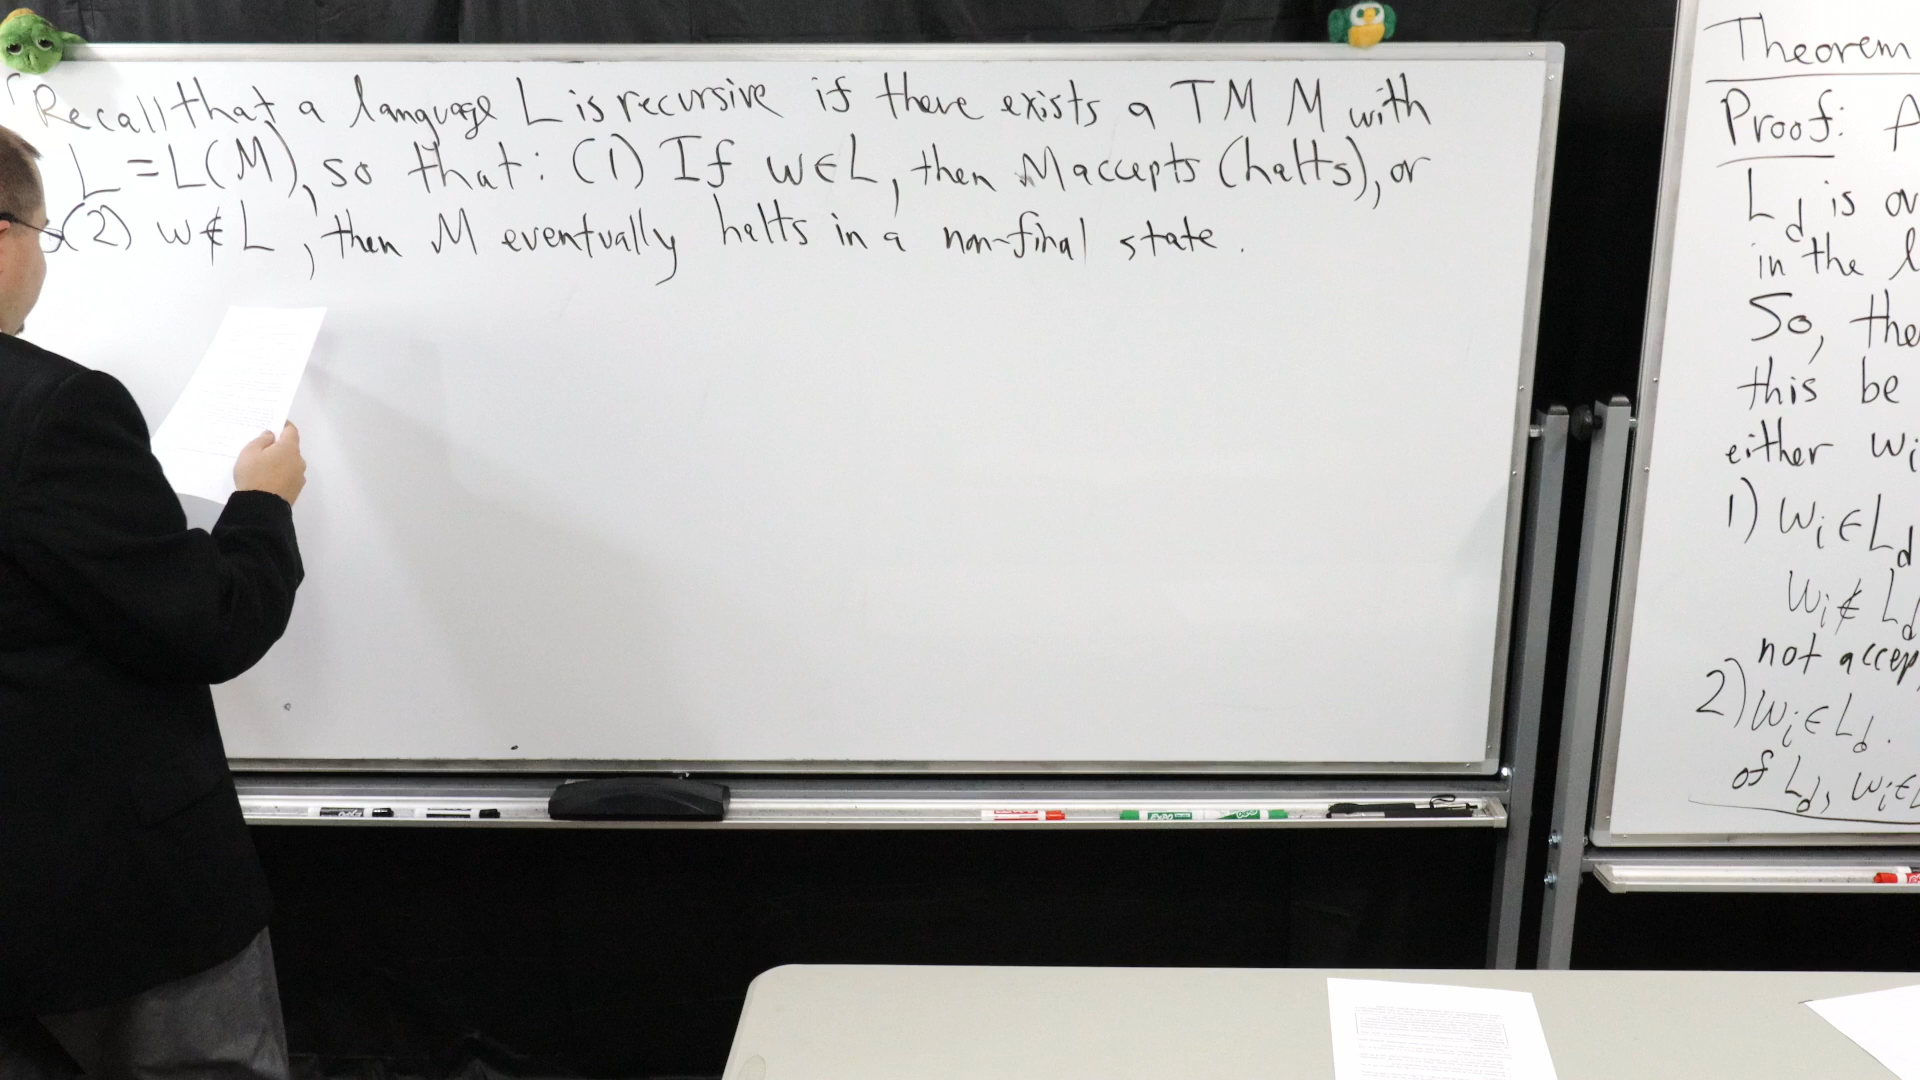 Recall that a language L is recursive if there exists a TM M with
L = L(M), so that: (1) If w∈L, then M accepts (halts), or
(2) w∉L, then M eventually halts in a non-final state.
Theorem
Proof: A
L_d is
in the
So, the
this be
either w_i
1) w_i∈L_d
w_i∉L_d
not accep
2) w_i∈L_d.
of L_d, w_i∈L